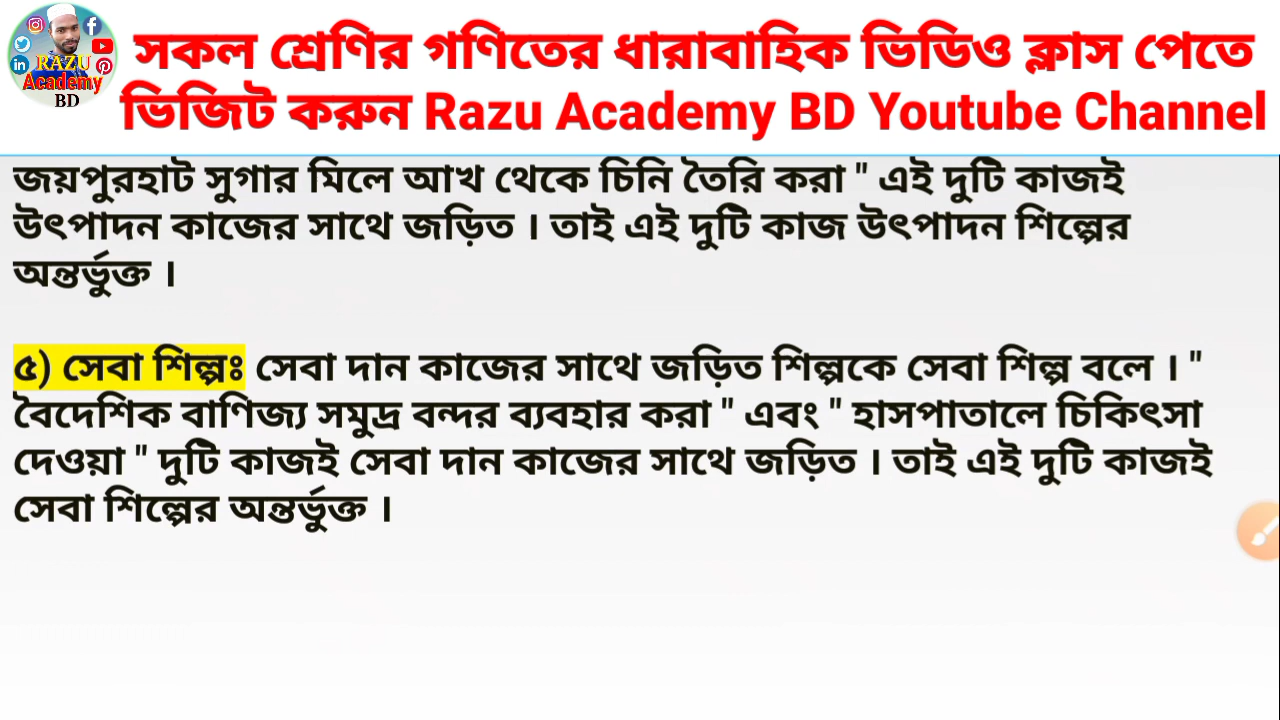 RAZU
Academy
BD
সকল শ্রেণির গণিতের ধারাবাহিক ভিডিও ক্লাস পেতে
ভিজিট করুন Razu Academy BD Youtube Channel
জয়পুরহাট সুগার মিলে আখ থেকে চিনি তৈরি করা " এই দুটি কাজই
উৎপাদন কাজের সাথে জড়িত । তাই এই দুটি কাজ উৎপাদন শিল্পের
অন্তর্ভুক্ত ।
৫) সেবা শিল্পঃ সেবা দান কাজের সাথে জড়িত শিল্পকে সেবা শিল্প বলে । "
বৈদেশিক বাণিজ্য সমুদ্র বন্দর ব্যবহার করা " এবং " হাসপাতালে চিকিৎসা
দেওয়া " দুটি কাজই সেবা দান কাজের সাথে জড়িত । তাই এই দুটি কাজই
সেবা শিল্পের অন্তর্ভুক্ত ।